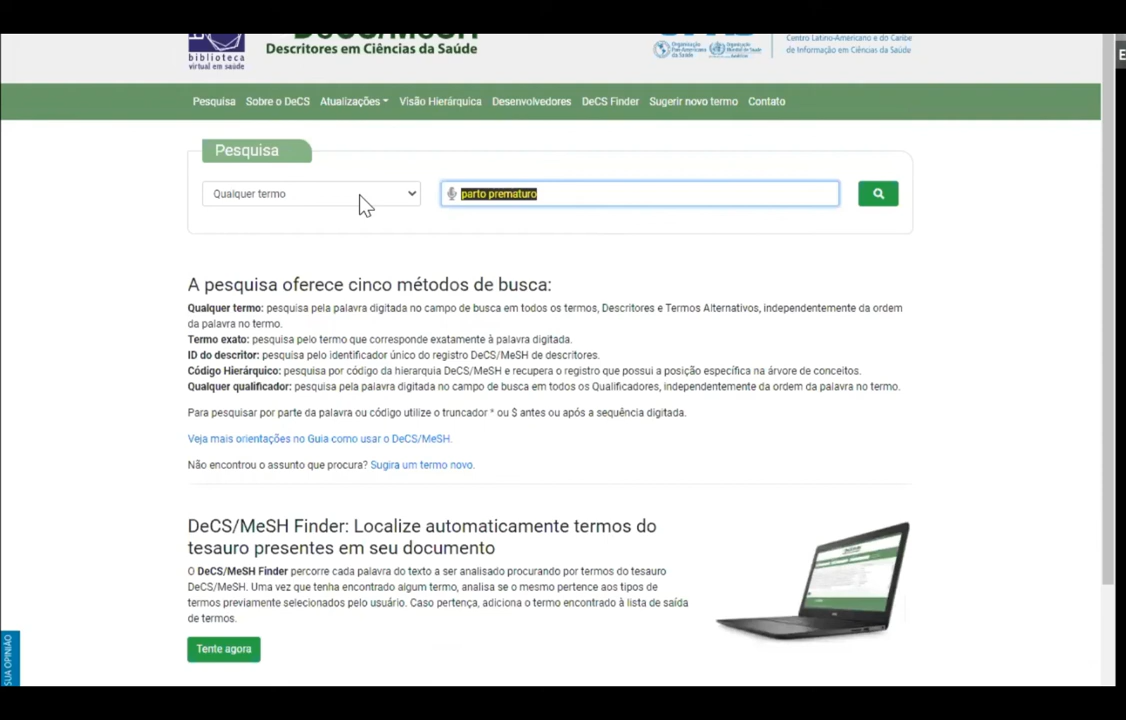 biblioteca
virtual em saúde
DeCS/MeSH
Descritores em Ciências da Saúde
Organização
Pan-Americana
da Saúde
Organização
Mundial da Saúde
Centro Latino-Americano e do Caribe
de Informação em Ciências da Saúde
E
Pesquisa Sobre o DeCS Atualizações Visão Hierárquica Desenvolvedores DeCS Finder Sugerir novo termo Contato
Pesquisa
Qualquer termo
parto prematuro
A pesquisa oferece cinco métodos de busca:
Qualquer termo: pesquisa pela palavra digitada no campo de busca em todos os termos, Descritores e Termos Alternativos, independentemente da ordem
da palavra no termo.
Termo exato: pesquisa pelo termo que corresponde exatamente à palavra digitada.
ID do descritor: pesquisa pelo identificador único do registro DeCS/MeSH de descritores.
Código Hierárquico: pesquisa por código da hierarquia DeCS/MeSH e recupera o registro que possui a posição específica na árvore de conceitos.
Qualquer qualificador: pesquisa pela palavra digitada no campo de busca em todos os Qualificadores, independentemente da ordem da palavra no termo.
Para pesquisar por parte da palavra ou código utilize o truncador * ou $ antes ou após a sequência digitada.
Veja mais orientações no Guia como usar o DeCS/MeSH.
Não encontrou o assunto que procura? Sugira um termo novo.
DeCS/MeSH Finder: Localize automaticamente termos do
tesauro presentes em seu documento
O DeCS/MeSH Finder percorre cada palavra do texto a ser analisado procurando por termos do tesauro
DeCS/MeSH. Uma vez que tenha encontrado algum termo, analisa se o mesmo pertence aos tipos de
termos previamente selecionados pelo usuário. Caso pertença, adiciona o termo encontrado à lista de saída
de termos.
Tente agora
SUA OPINIÃO